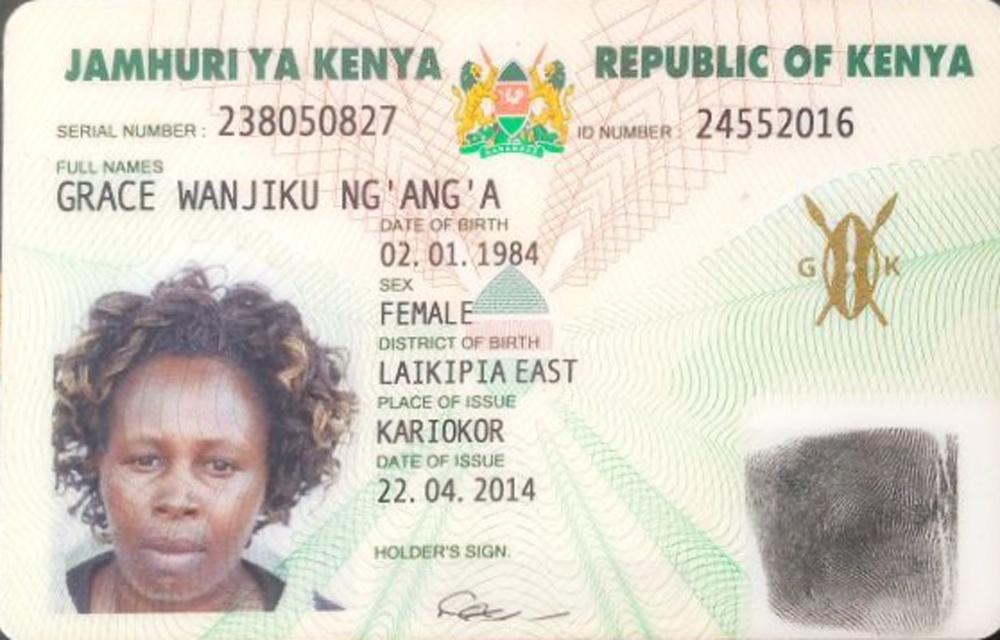 JAMHURI YA KENYA
REPUBLIC OF KENYA
SERIAL NUMBER : 238050827
ID NUMBER : 24552016
FULL NAMES
GRACE WANJIKU NG'ANG'A
DATE OF BIRTH
02.01.1984
SEX
FEMALE
DISTRICT OF BIRTH
LAIKIPIA EAST
PLACE OF ISSUE
KARIOKOR
DATE OF ISSUE
22.04.2014
HOLDER'S SIGN.
G K
HARAMBEE